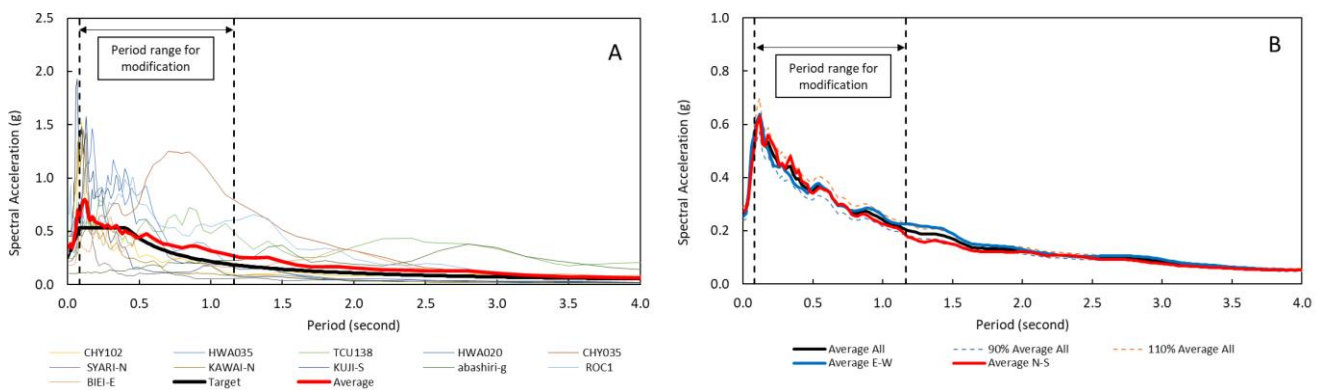 A
Period range for
modification
Spectral Acceleration (g)
2.5
2.0
1.5
1.0
0.5
0.0
0.0 0.5 1.0 1.5 2.0 2.5 3.0 3.5 4.0
Period (second)
CHY102 HWA035 TCU138 HWA020 CHY035
SYARI-N KAWAI-N KUJI-S abashiri-g ROC1
BIEI-E Target Average
B
Period range for
modification
Spectral Acceleration (g)
1.0
0.8
0.6
0.4
0.2
0.0
0.0 0.5 1.0 1.5 2.0 2.5 3.0 3.5 4.0
Period (second)
Average All 90% Average All 110% Average All
Average E-W Average N-S